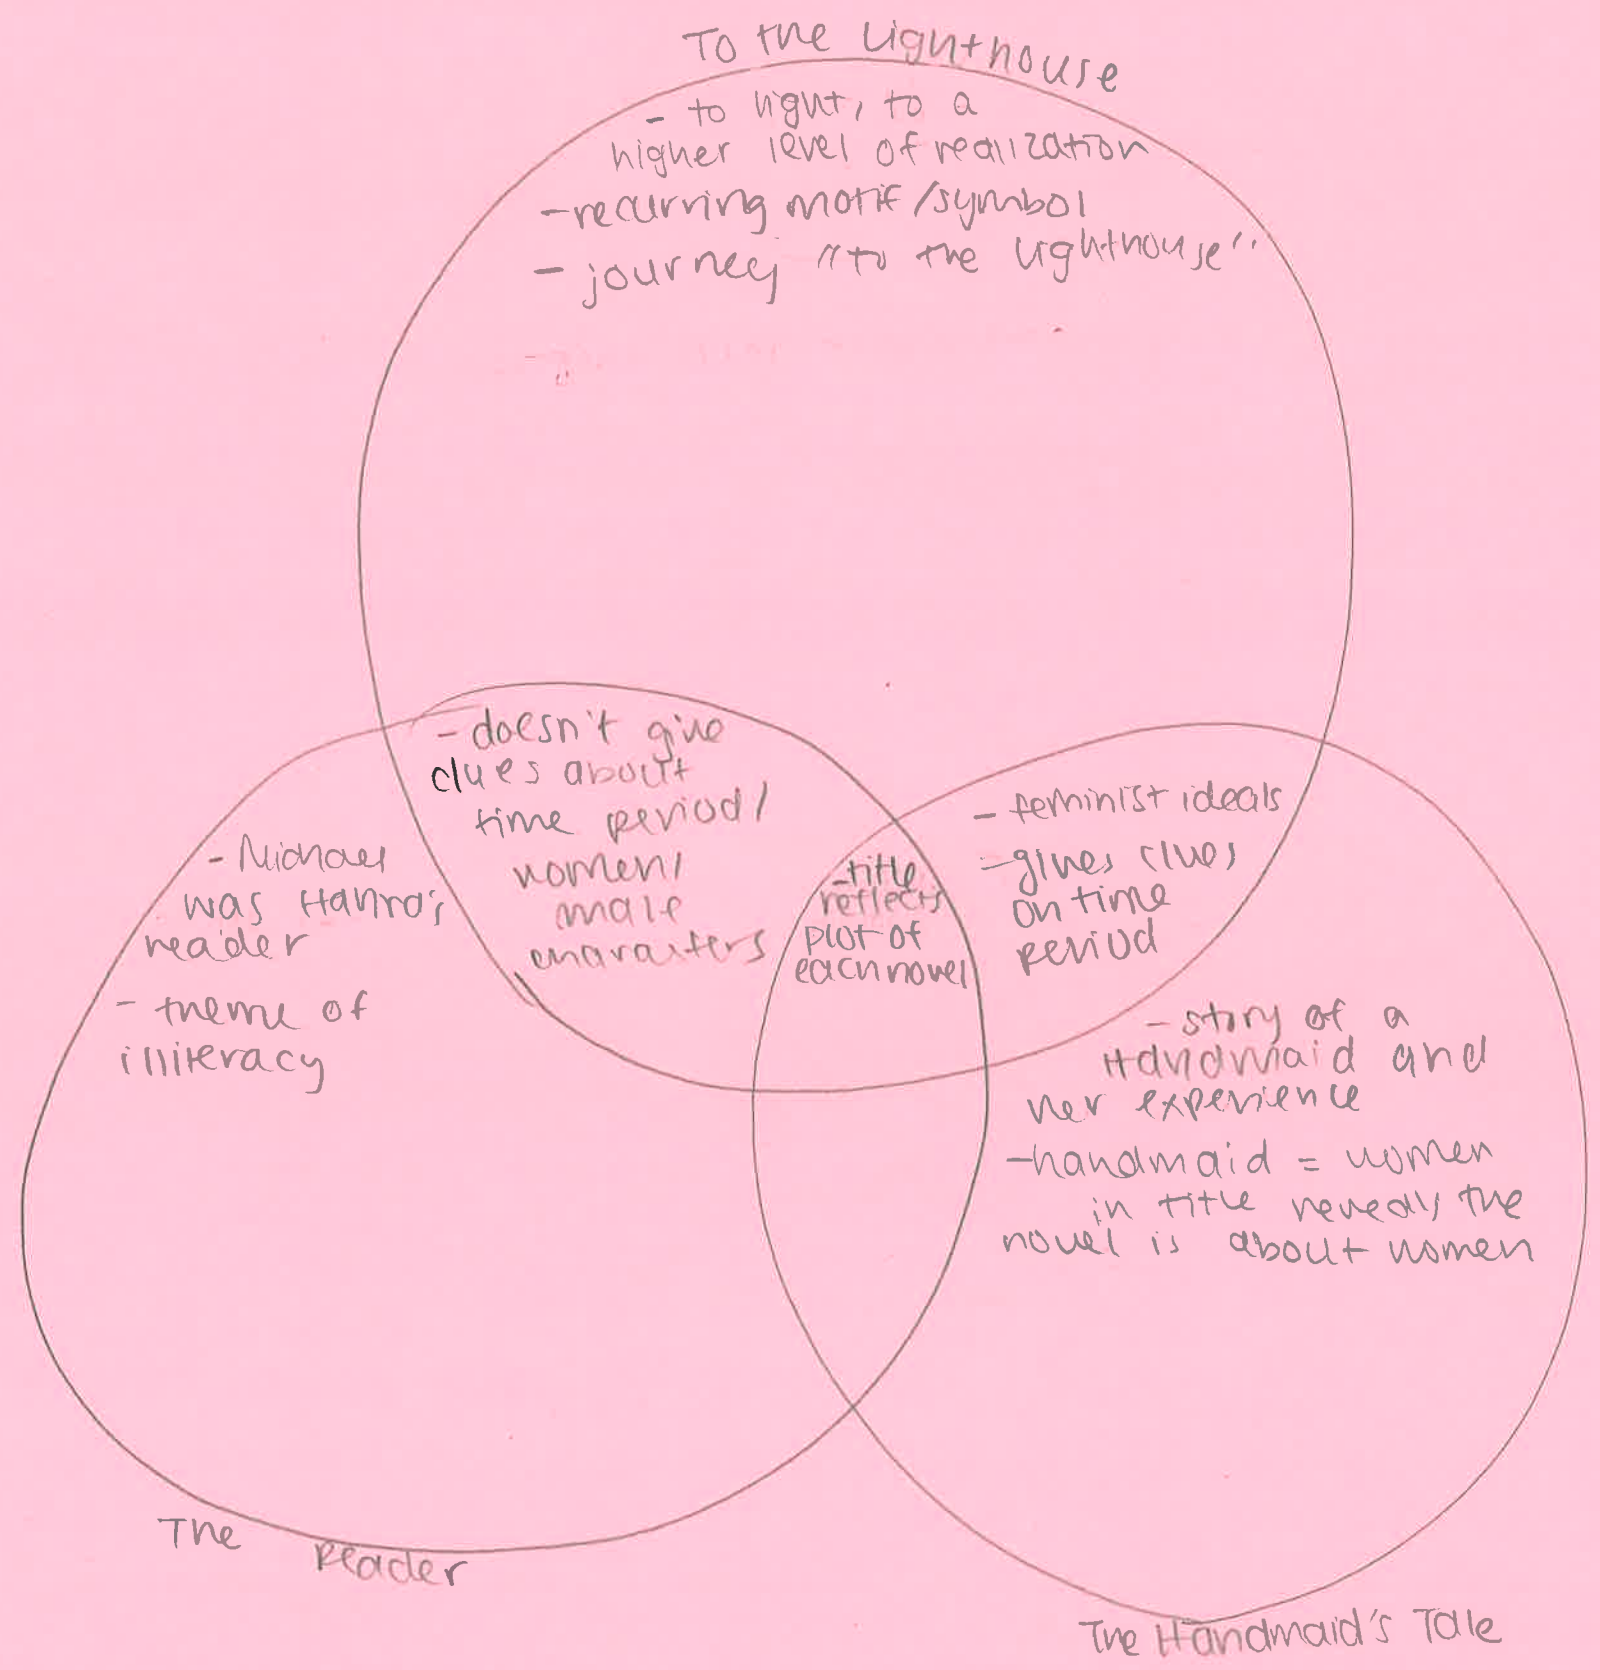 To the Lighthouse
- to light, to a
higher level of realization
- recurring motif/symbol
- journey "to the Lighthouse"
- doesn't give
clues about
time period/
women/
male
characters
- feminist ideals
- gives clues
on time
period
- title
reflects
plot of
each novel
- Michael
was Hanna's
reader
- theme of
illiteracy
- story of a
Handmaid and
her experience
- handmaid = women
in title reveals the
novel is about women
The Reader
The Handmaid's Tale